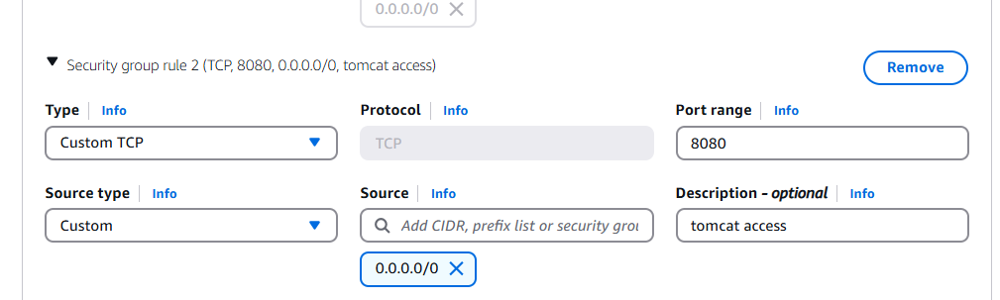 0.0.0.0/0
Security group rule 2 (TCP, 8080, 0.0.0.0/0, tomcat access)
Remove
Type Info
Protocol Info
Port range Info
Custom TCP
TCP
8080
Source type Info
Source Info
Description - optional Info
Custom
Add CIDR, prefix list or security grou
tomcat access
0.0.0.0/0